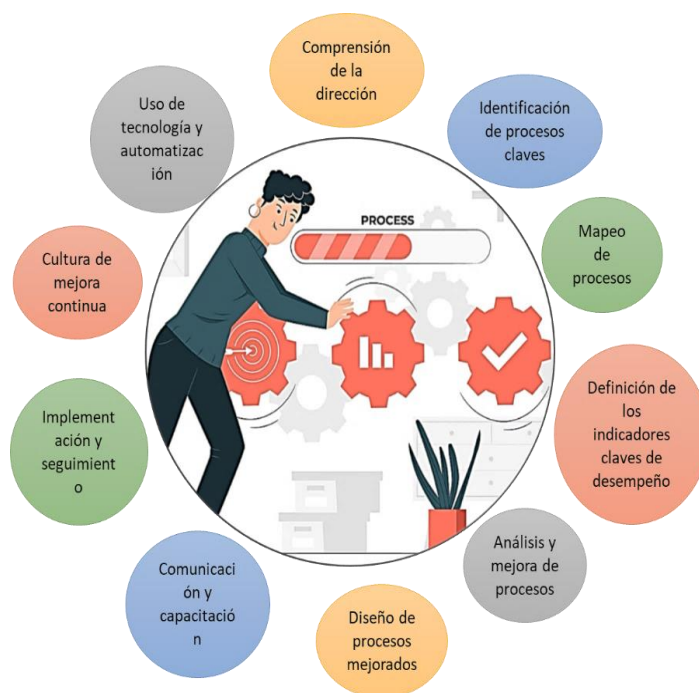 Comprensión
de la
dirección
Identificación
de procesos
claves
Mapeo
de
procesos
Definición de
los
indicadores
claves de
desempeño
Análisis y
mejora de
procesos
Diseño de
procesos
mejorados
Comunicaci
ón y
capacitació
n
Implement
ación y
seguimient
o
Cultura de
mejora
continua
Uso de
tecnología y
automatizac
ión
PROCESS